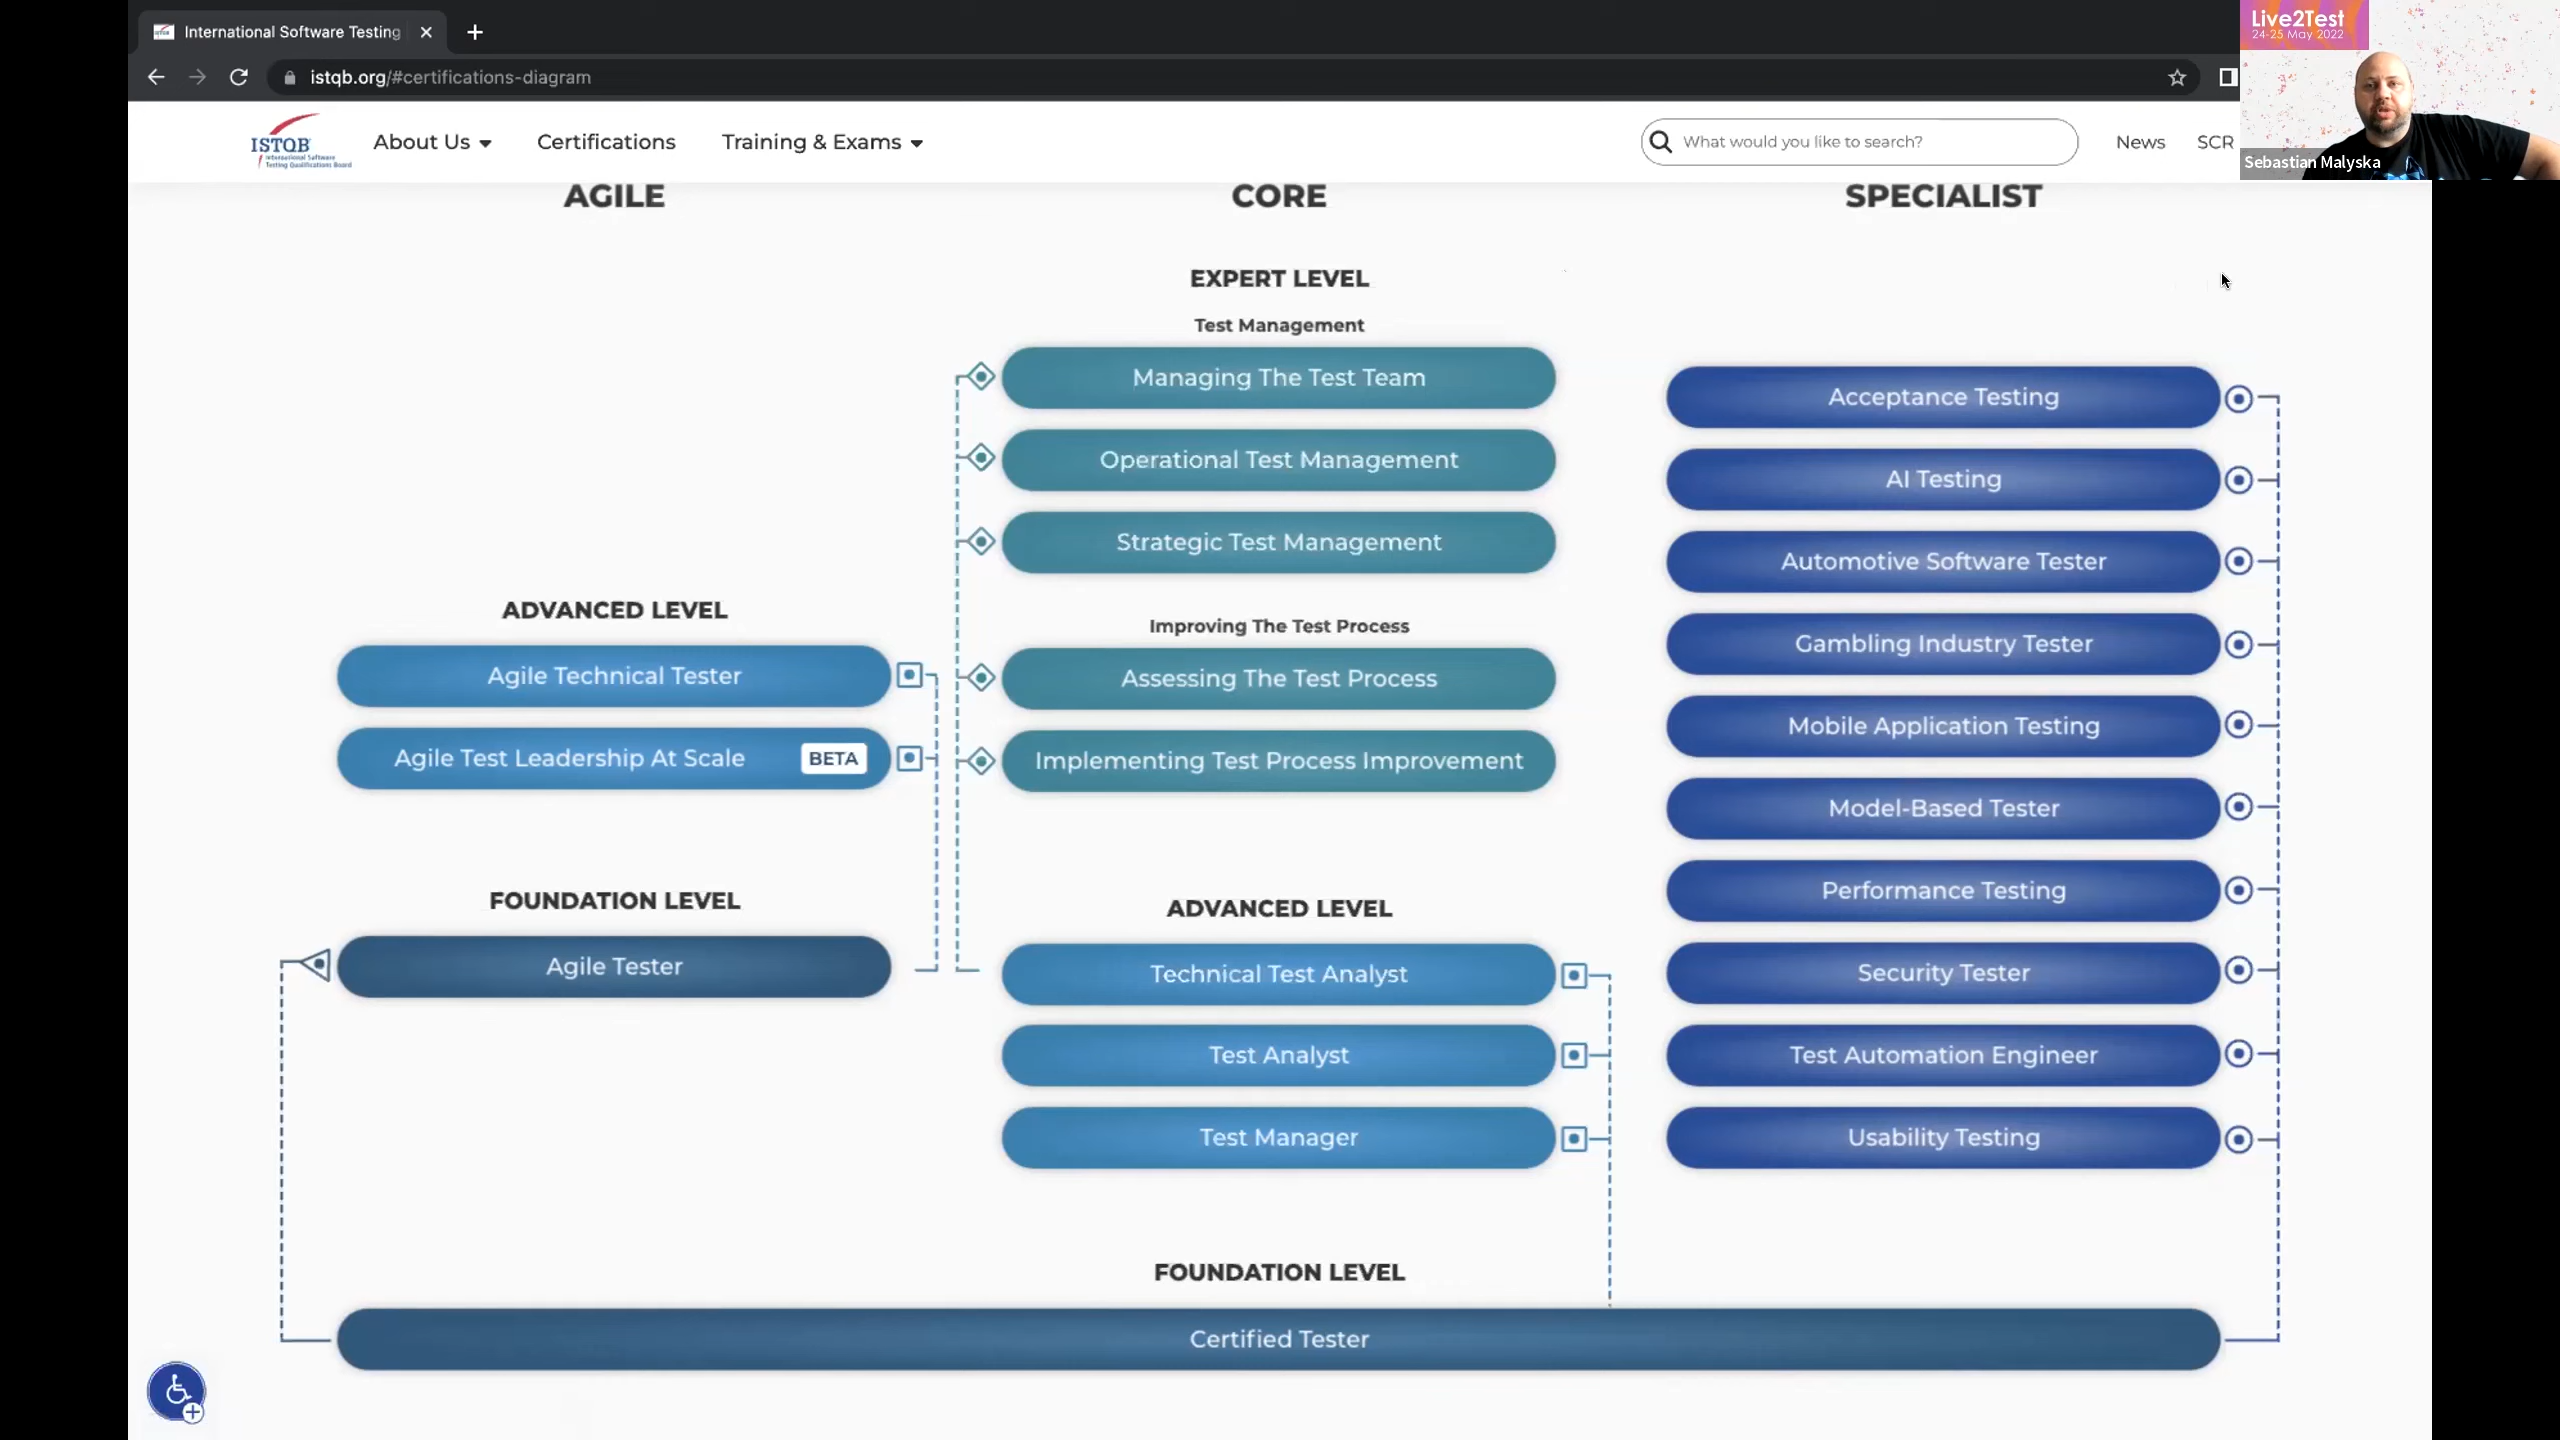 International Software Testing
istqb.org/#certifications-diagram
Live2Test
24-25 May 2022
Sebastian Malyska
ISTQB
International Software
Testing Qualifications Board
About Us
Certifications
Training & Exams
What would you like to search?
News
SCR
AGILE
CORE
SPECIALIST
EXPERT LEVEL
Test Management
Managing The Test Team
Operational Test Management
Strategic Test Management
Improving The Test Process
Assessing The Test Process
Implementing Test Process Improvement
ADVANCED LEVEL
Agile Technical Tester
Agile Test Leadership At Scale BETA
FOUNDATION LEVEL
Agile Tester
ADVANCED LEVEL
Technical Test Analyst
Test Analyst
Test Manager
Acceptance Testing
AI Testing
Automotive Software Tester
Gambling Industry Tester
Mobile Application Testing
Model-Based Tester
Performance Testing
Security Tester
Test Automation Engineer
Usability Testing
FOUNDATION LEVEL
Certified Tester